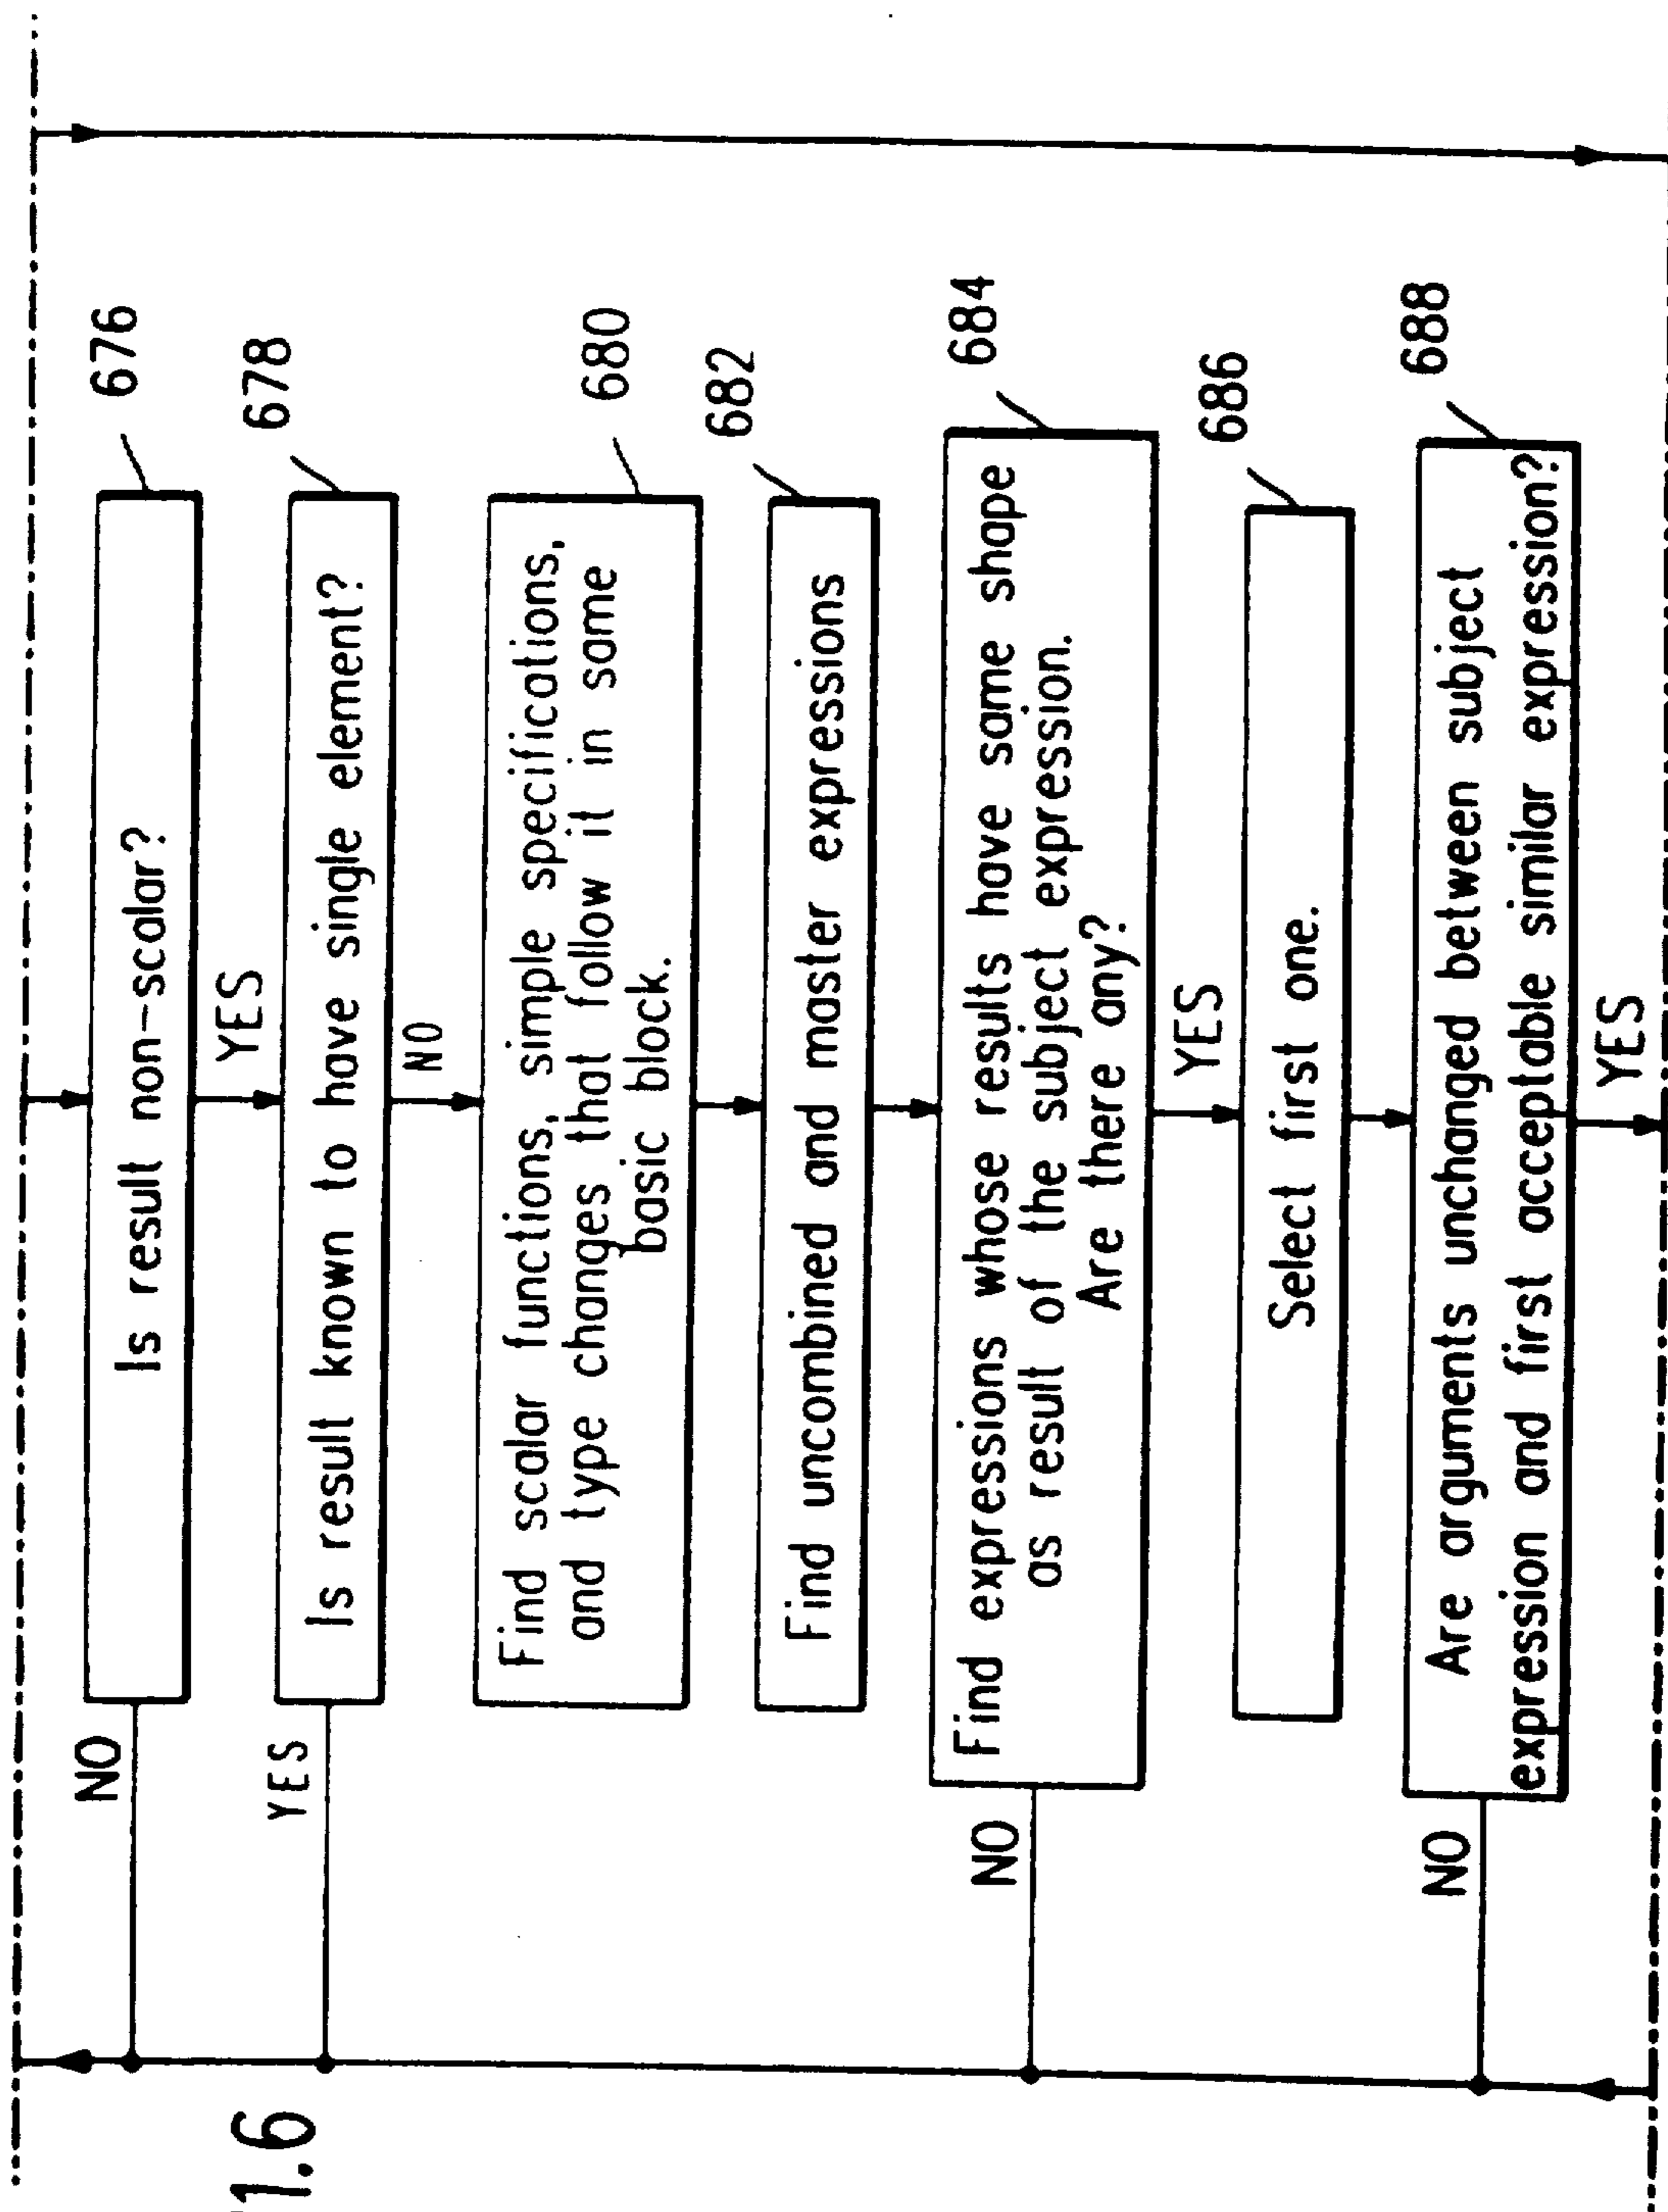 676
Is result non-scalar?
NO
YES
678
Is result known to have single element?
YES
NO
680
Find scalar functions, simple specifications,
and type changes that follow it in same
basic block.
682
Find uncombined and master expressions
684
Find expressions whose results have same shape
as result of the subject expression.
Are there any?
NO
YES
686
Select first one.
688
Are arguments unchanged between subject
expression and first acceptable similar expression?
NO
YES
1.6